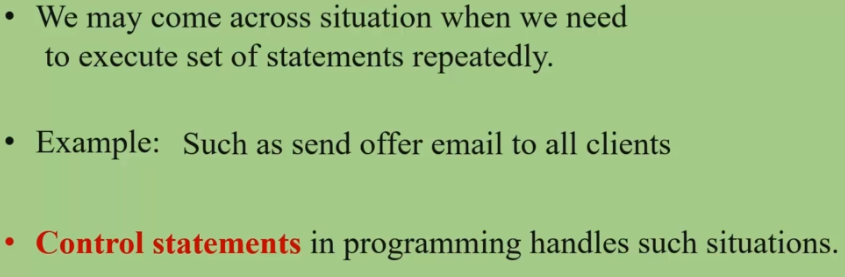 • We may come across situation when we need
to execute set of statements repeatedly.
• Example: Such as send offer email to all clients
• Control statements in programming handles such situations.